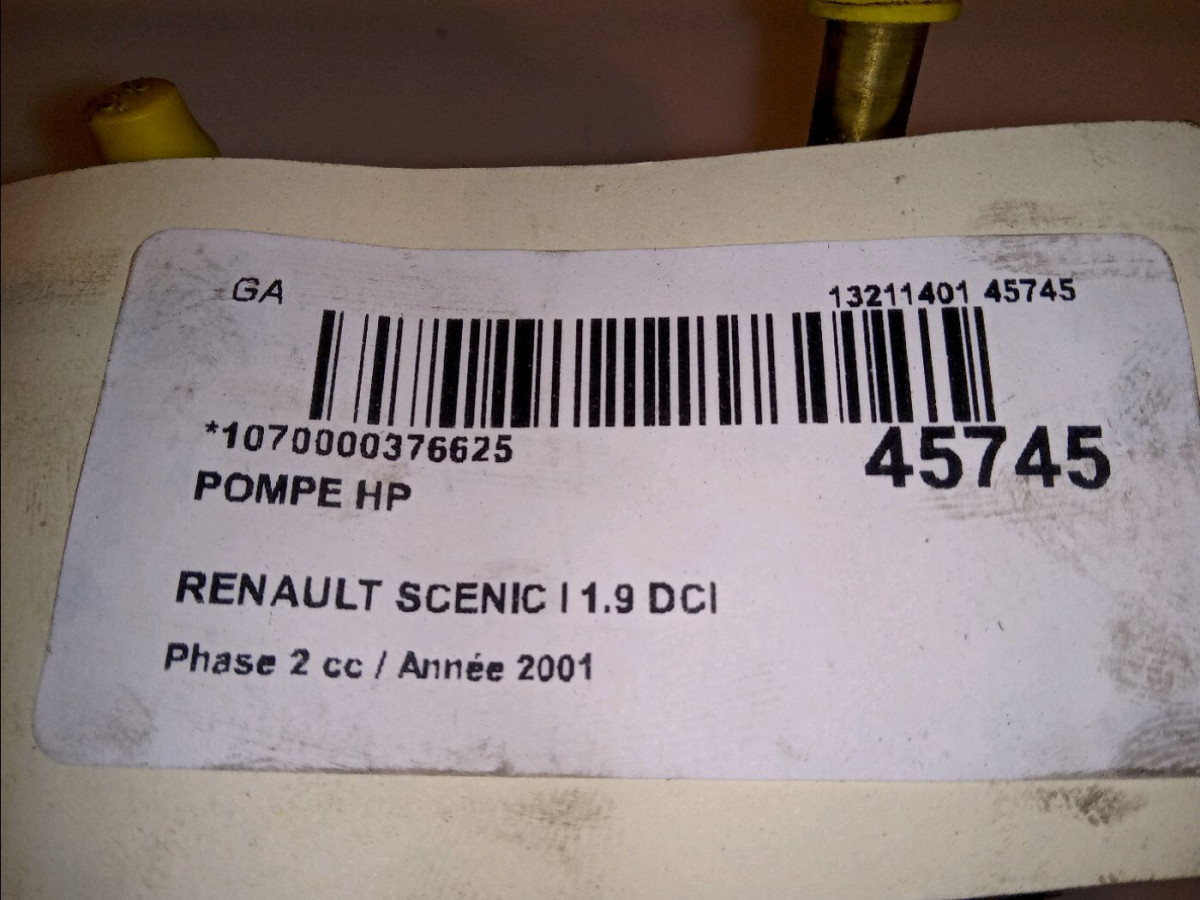 GA
13211401 45745
*1070000376625
45745
POMPE HP
RENAULT SCENIC I 1.9 DCI
Phase 2 cc / Année 2001